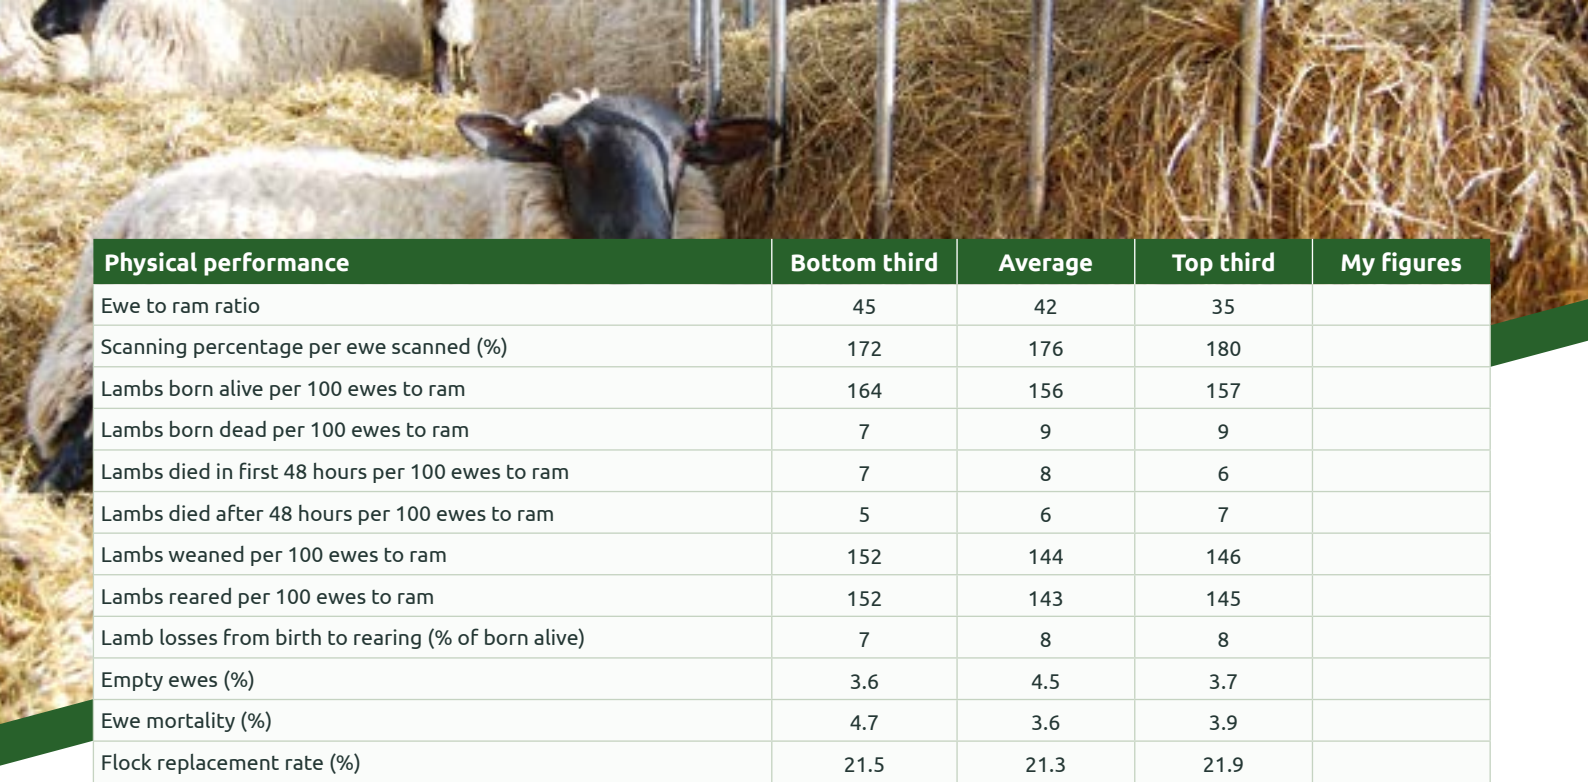 Physical performance Bottom third Average Top third My figures
Ewe to ram ratio 45 42 35
Scanning percentage per ewe scanned (%) 172 176 180
Lambs born alive per 100 ewes to ram 164 156 157
Lambs born dead per 100 ewes to ram 7 9 9
Lambs died in first 48 hours per 100 ewes to ram 7 8 6
Lambs died after 48 hours per 100 ewes to ram 5 6 7
Lambs weaned per 100 ewes to ram 152 144 146
Lambs reared per 100 ewes to ram 152 143 145
Lamb losses from birth to rearing (% of born alive) 7 8 8
Empty ewes (%) 3.6 4.5 3.7
Ewe mortality (%) 4.7 3.6 3.9
Flock replacement rate (%) 21.5 21.3 21.9